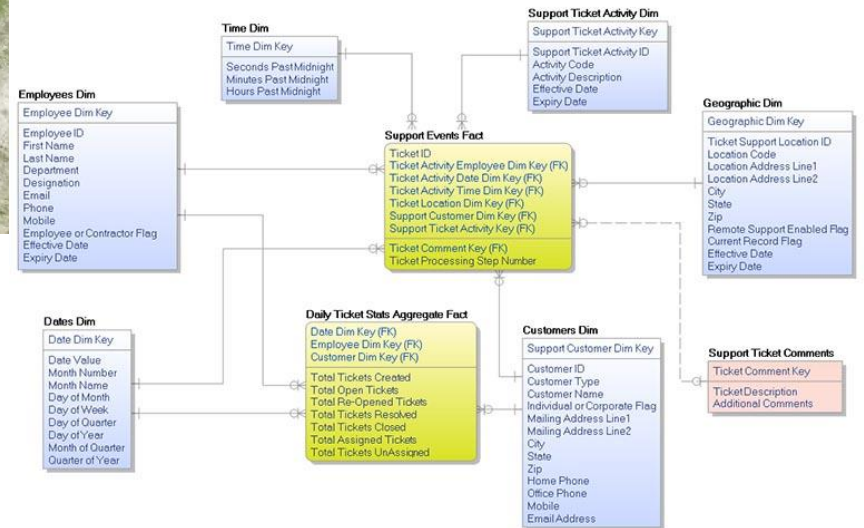 Time Dim
Time Dim Key
Seconds Past Midnight
Minutes Past Midnight
Hours Past Midnight
Support Ticket Activity Dim
Support Ticket Activity Key
Support Ticket Activity ID
Activity Code
Activity Description
Effective Date
Expiry Date
Employees Dim
Employee Dim Key
Employee ID
First Name
Last Name
Department
Designation
Email
Phone
Mobile
Employee or Contractor Flag
Effective Date
Expiry Date
Support Events Fact
Ticket ID
Ticket Activity Employee Dim Key (FK)
Ticket Activity Date Dim Key (FK)
Ticket Activity Time Dim Key (FK)
Ticket Location Dim Key (FK)
Support Customer Dim Key (FK)
Support Ticket Activity Key (FK)
Ticket Comment Key (FK)
Ticket Processing Step Number
Geographic Dim
Geographic Dim Key
Ticket Support Location ID
Location Code
Location Address Line1
Location Address Line2
City
State
Zip
Remote Support Enabled Flag
Current Record Flag
Effective Date
Expiry Date
Dates Dim
Date Dim Key
Date Value
Month Number
Month Name
Day of Month
Day of Week
Day of Quarter
Day of Year
Month of Quarter
Quarter of Year
Daily Ticket Stats Aggregate Fact
Date Dim Key (FK)
Employee Dim Key (FK)
Customer Dim Key (FK)
Total Tickets Created
Total Open Tickets
Total Re-Opened Tickets
Total Tickets Resolved
Total Tickets Closed
Total Assigned Tickets
Total Tickets UnAssigned
Customers Dim
Support Customer Dim Key
Customer ID
Customer Type
Customer Name
Individual or Corporate Flag
Mailing Address Line1
Mailing Address Line2
City
State
Zip
Home Phone
Office Phone
Mobile
Email Address
Support Ticket Comments
Ticket Comment Key
Ticket Description
Additional Comments